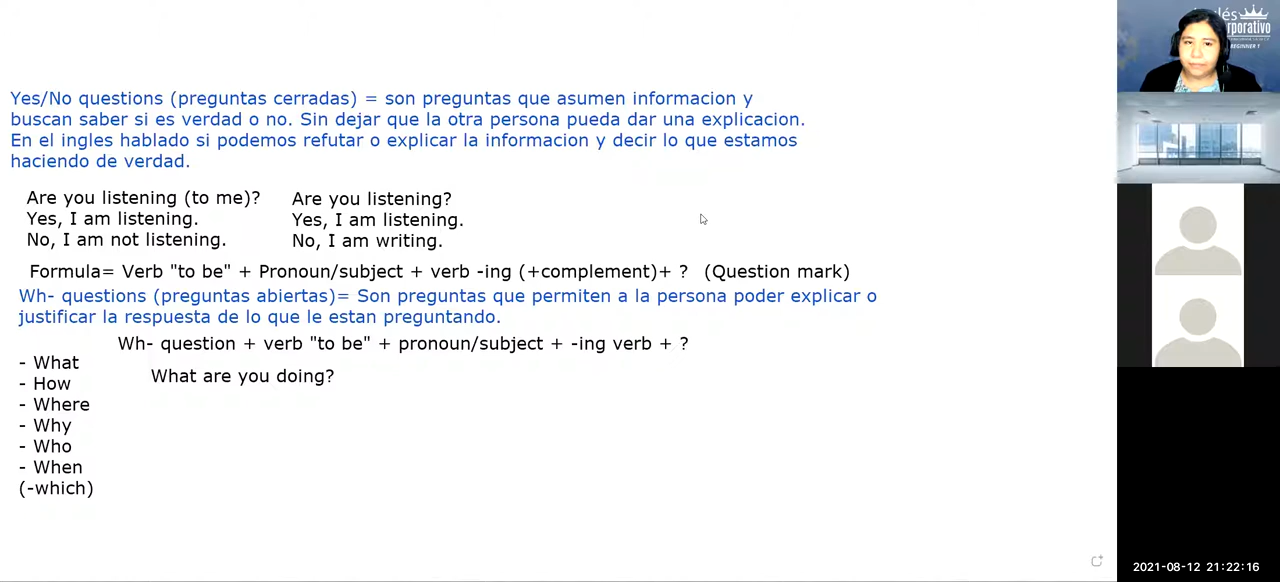 Yes/No questions (preguntas cerradas) = son preguntas que asumen informacion y
buscan saber si es verdad o no. Sin dejar que la otra persona pueda dar una explicacion.
En el ingles hablado si podemos refutar o explicar la informacion y decir lo que estamos
haciendo de verdad.
Are you listening (to me)?
Yes, I am listening.
No, I am not listening.
Are you listening?
Yes, I am listening.
No, I am writing.
Formula= Verb "to be" + Pronoun/subject + verb -ing (+complement)+ ? (Question mark)
Wh- questions (preguntas abiertas)= Son preguntas que permiten a la persona poder explicar o
justificar la respuesta de lo que le estan preguntando.
Wh- question + verb "to be" + pronoun/subject + -ing verb + ?
- What
- How
- Where
- Why
- Who
- When
(-which)
What are you doing?
BEGINNER 1
2021-08-12 21:22:16